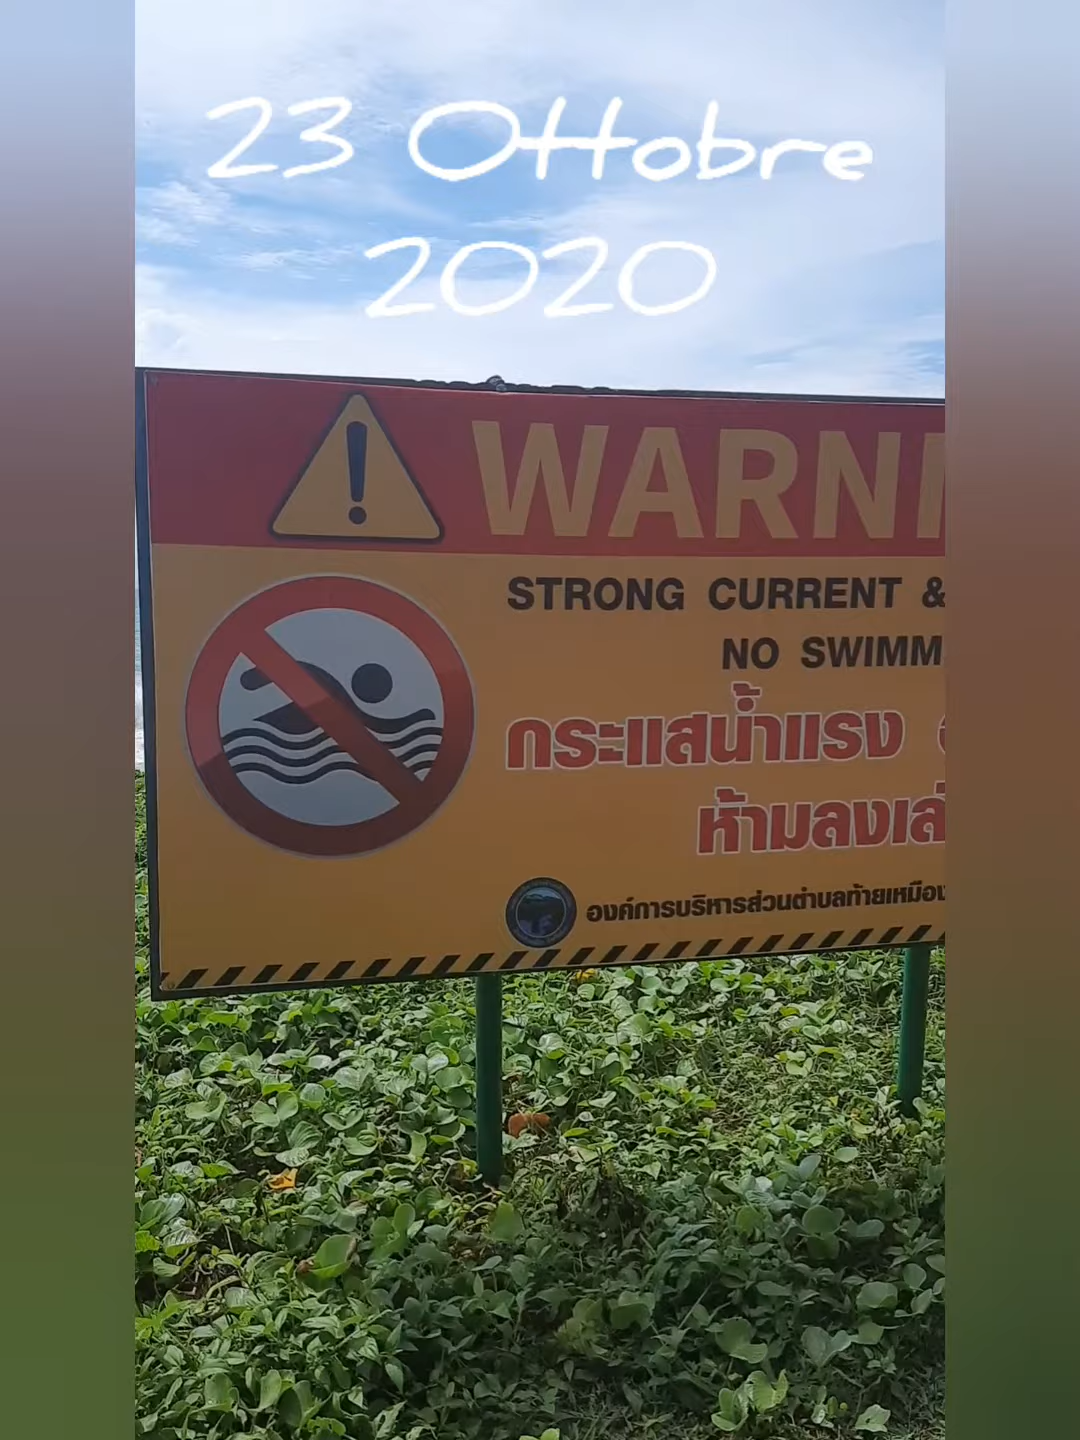 23 Ottobre
2020
WARNI
STRONG CURRENT &
NO SWIMM
กระแสน้ำแรง
ห้ามลงเล่
องค์การบริหารส่วนตำบลท้ายเหมือง